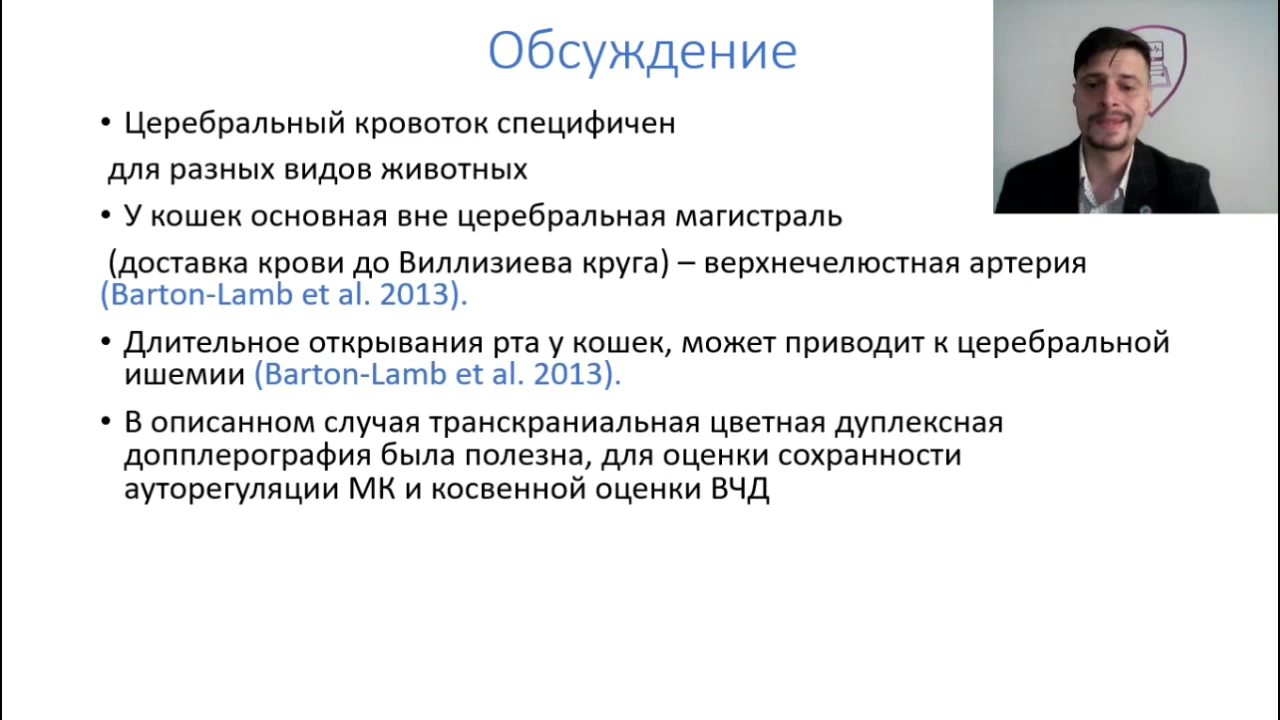 Обсуждение
• Церебральный кровоток специфичен
для разных видов животных
• У кошек основная вне церебральная магистраль
(доставка крови до Виллизиева круга) – верхнечелюстная артерия
(Barton-Lamb et al. 2013).
• Длительное открывания рта у кошек, может приводит к церебральной
ишемии (Barton-Lamb et al. 2013).
• В описанном случая транскраниальная цветная дуплексная
допплерография была полезна, для оценки сохранности
ауторегуляции МК и косвенной оценки ВЧД